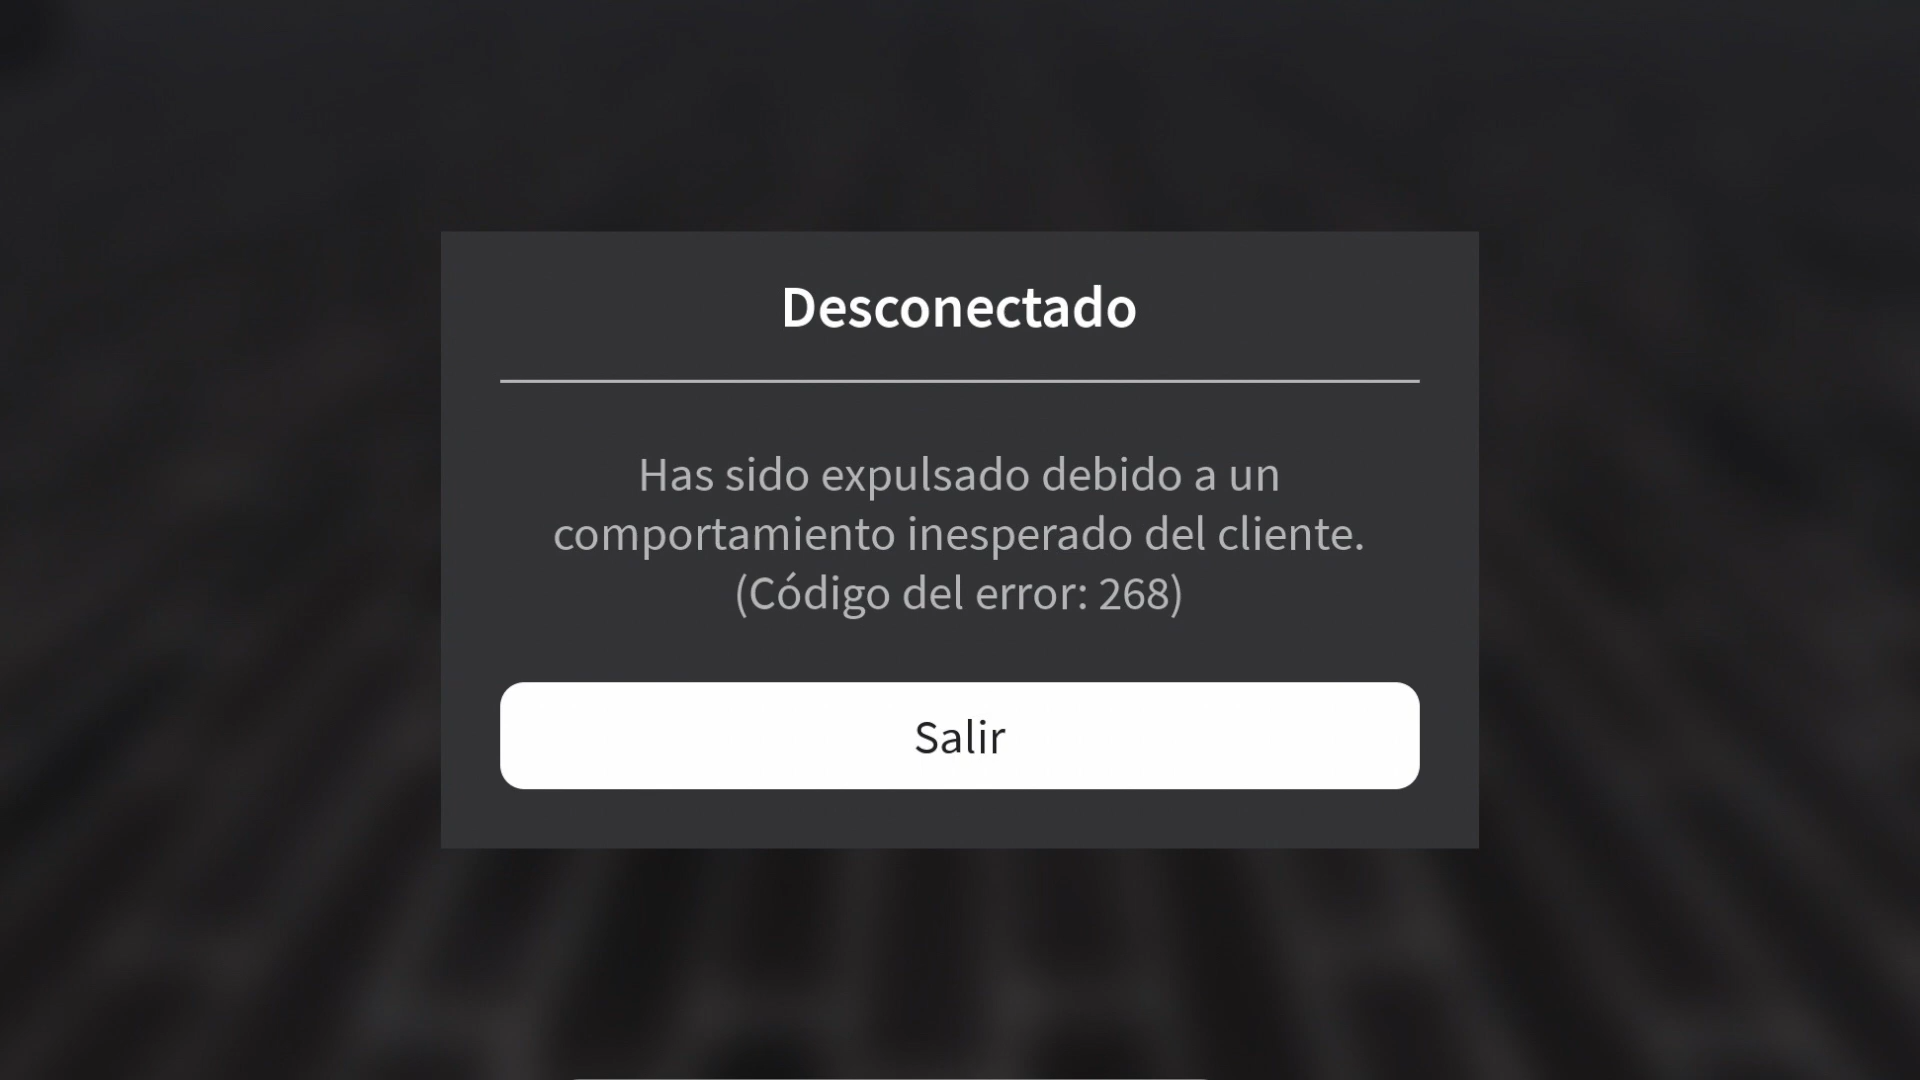 Desconectado
Has sido expulsado debido a un
comportamiento inesperado del cliente.
(Código del error: 268)
Salir